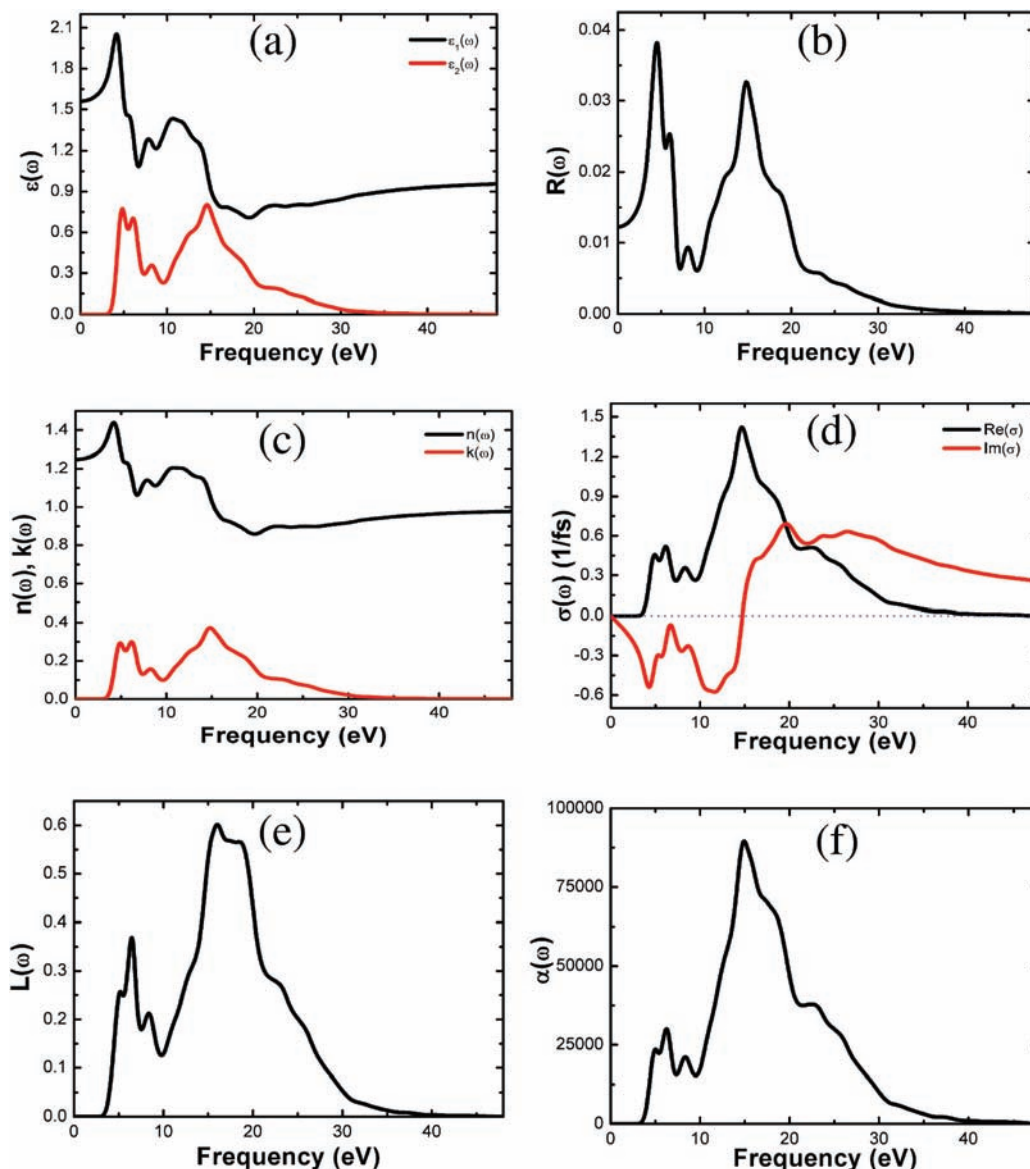 (a)
ε₁(ω)
ε₂(ω)
ε(ω)
2.1
1.8
1.5
1.2
0.9
0.6
0.3
0.0
0 10 20 30 40
Frequency (eV)
(b)
R(ω)
0.04
0.03
0.02
0.01
0.00
0 10 20 30 40
Frequency (eV)
(c)
n(ω)
k(ω)
n(ω), k(ω)
1.4
1.2
1.0
0.8
0.6
0.4
0.2
0.0
0 10 20 30 40
Frequency (eV)
(d)
Re(σ)
Im(σ)
σ(ω) (1/fs)
1.5
1.2
0.9
0.6
0.3
0.0
-0.3
-0.6
0 10 20 30 40
Frequency (eV)
(e)
L(ω)
0.6
0.5
0.4
0.3
0.2
0.1
0.0
0 10 20 30 40
Frequency (eV)
(f)
α(ω)
100000
75000
50000
25000
0
0 10 20 30 40
Frequency (eV)